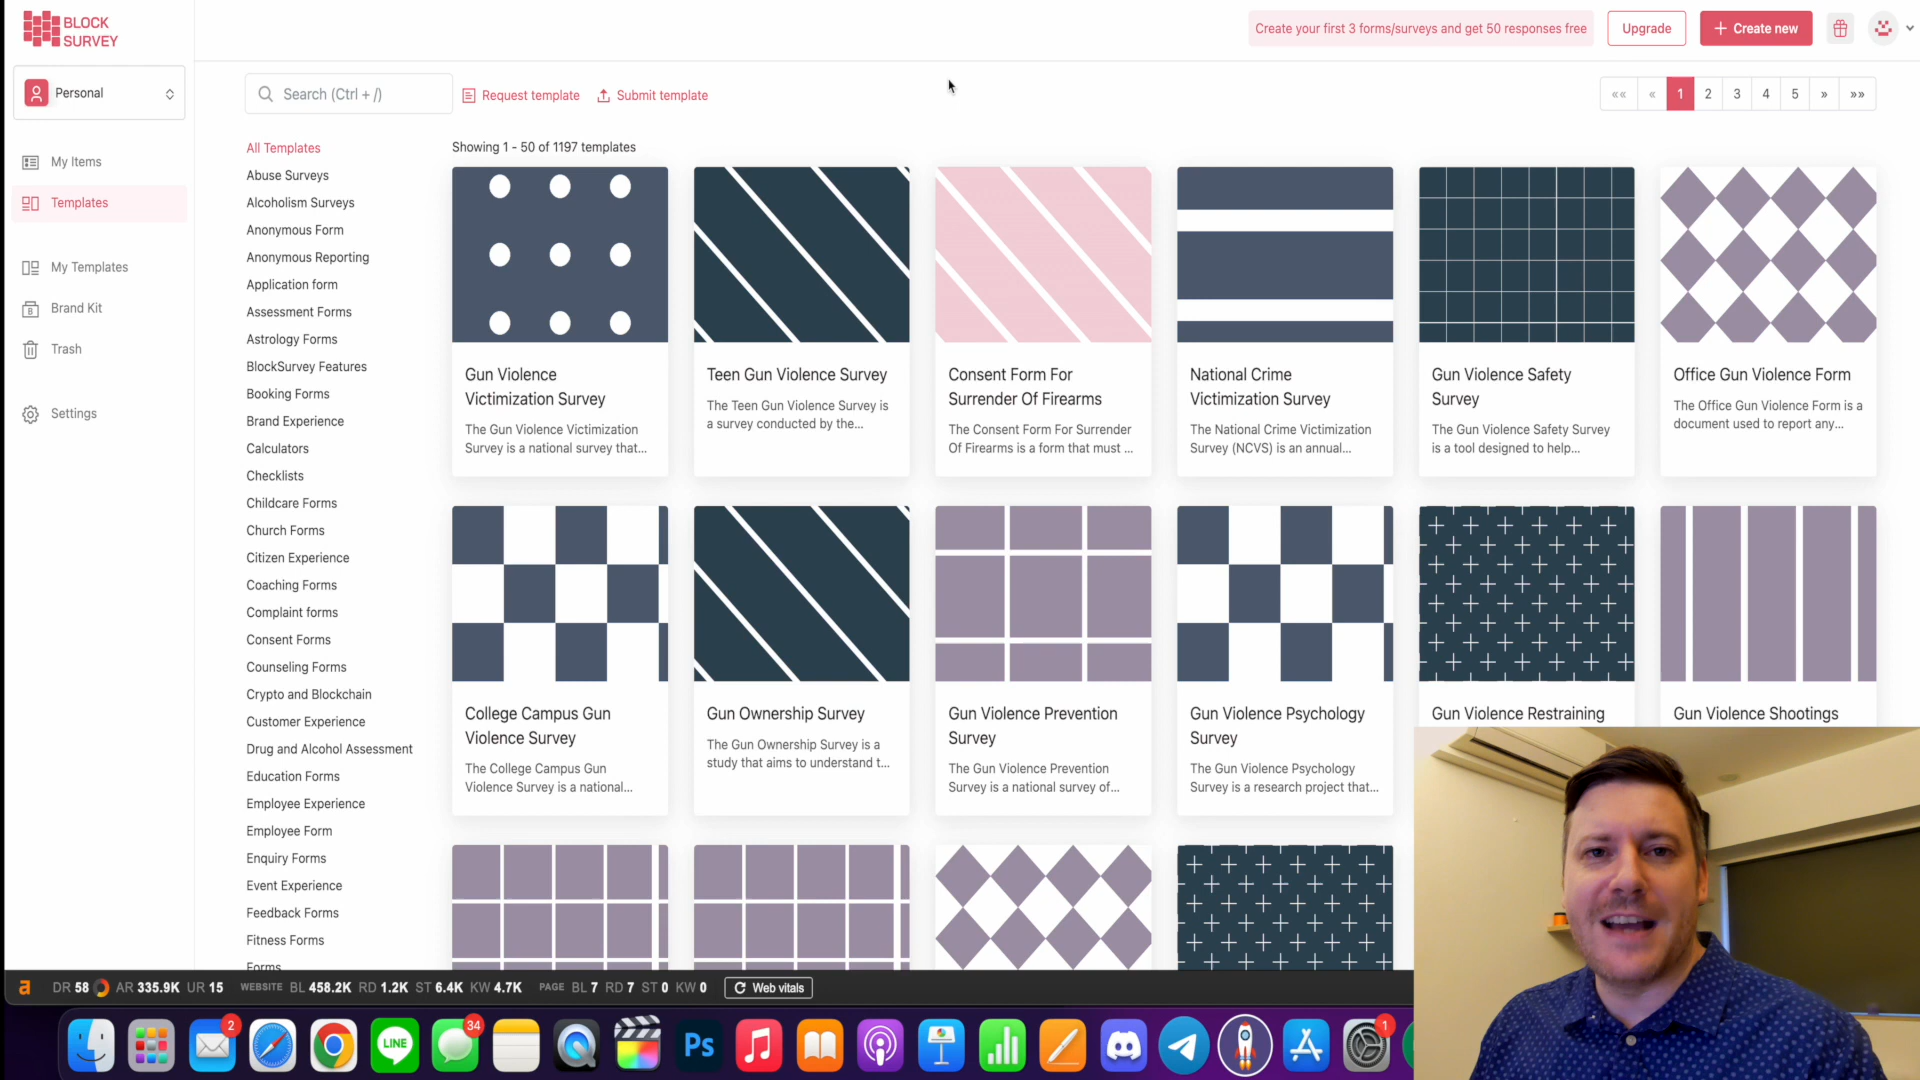 BLOCK
SURVEY
Create your first 3 forms/surveys and get 50 responses free
Upgrade
Create new
Personal
Search (Ctrl + /)
Request template
Submit template
««
«
1
2
3
4
5
»
»»
My Items
Templates
My Templates
Brand Kit
Trash
Settings
All Templates
Abuse Surveys
Alcoholism Surveys
Anonymous Form
Anonymous Reporting
Application form
Assessment Forms
Astrology Forms
BlockSurvey Features
Booking Forms
Brand Experience
Calculators
Checklists
Childcare Forms
Church Forms
Citizen Experience
Coaching Forms
Complaint forms
Consent Forms
Counseling Forms
Crypto and Blockchain
Customer Experience
Drug and Alcohol Assessment
Education Forms
Employee Experience
Employee Form
Enquiry Forms
Event Experience
Feedback Forms
Fitness Forms
Forms
Showing 1 - 50 of 1197 templates
Gun Violence
Victimization Survey
The Gun Violence Victimization
Survey is a national survey that...
Teen Gun Violence Survey
The Teen Gun Violence Survey is
a survey conducted by the...
Consent Form For
Surrender Of Firearms
The Consent Form For Surrender
Of Firearms is a form that must ...
National Crime
Victimization Survey
The National Crime Victimization
Survey (NCVS) is an annual...
Gun Violence Safety
Survey
The Gun Violence Safety Survey
is a tool designed to help...
Office Gun Violence Form
The Office Gun Violence Form is a
document used to report any...
College Campus Gun
Violence Survey
The College Campus Gun
Violence Survey is a national...
Gun Ownership Survey
The Gun Ownership Survey is a
study that aims to understand t...
Gun Violence Prevention
Survey
The Gun Violence Prevention
Survey is a national survey of...
Gun Violence Psychology
Survey
The Gun Violence Psychology
Survey is a research project that...
Gun Violence Restraining
Gun Violence Shootings
a DR 58 AR 335.9K UR 15 WEBSITE BL 458.2K RD 1.2K ST 6.4K KW 4.7K PAGE BL 7 RD 7 ST 0 KW 0 Web vitals
2
LINE
34
Ps
1